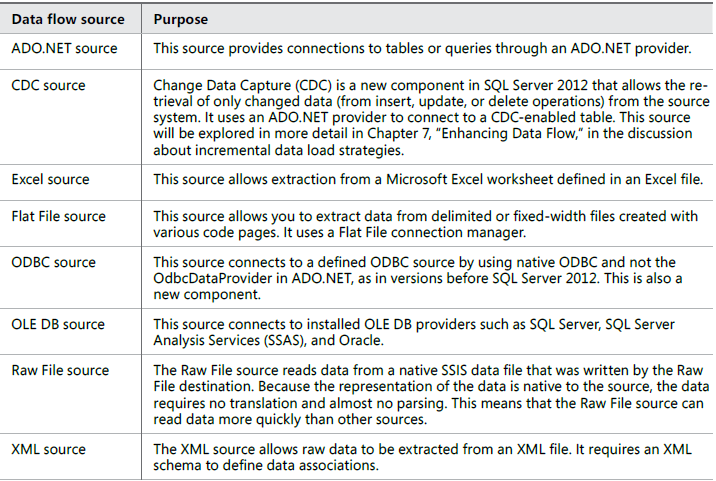 Data flow source Purpose
ADO.NET source This source provides connections to tables or queries through an ADO.NET provider.
CDC source Change Data Capture (CDC) is a new component in SQL Server 2012 that allows the re-
trieval of only changed data (from insert, update, or delete operations) from the source
system. It uses an ADO.NET provider to connect to a CDC-enabled table. This source
will be explored in more detail in Chapter 7, “Enhancing Data Flow,” in the discussion
about incremental data load strategies.
Excel source This source allows extraction from a Microsoft Excel worksheet defined in an Excel file.
Flat File source This source allows you to extract data from delimited or fixed-width files created with
various code pages. It uses a Flat File connection manager.
ODBC source This source connects to a defined ODBC source by using native ODBC and not the
OdbcDataProvider in ADO.NET, as in versions before SQL Server 2012. This is also a
new component.
OLE DB source This source connects to installed OLE DB providers such as SQL Server, SQL Server
Analysis Services (SSAS), and Oracle.
Raw File source The Raw File source reads data from a native SSIS data file that was written by the Raw
File destination. Because the representation of the data is native to the source, the data
requires no translation and almost no parsing. This means that the Raw File source can
read data more quickly than other sources.
XML source The XML source allows raw data to be extracted from an XML file. It requires an XML
schema to define data associations.